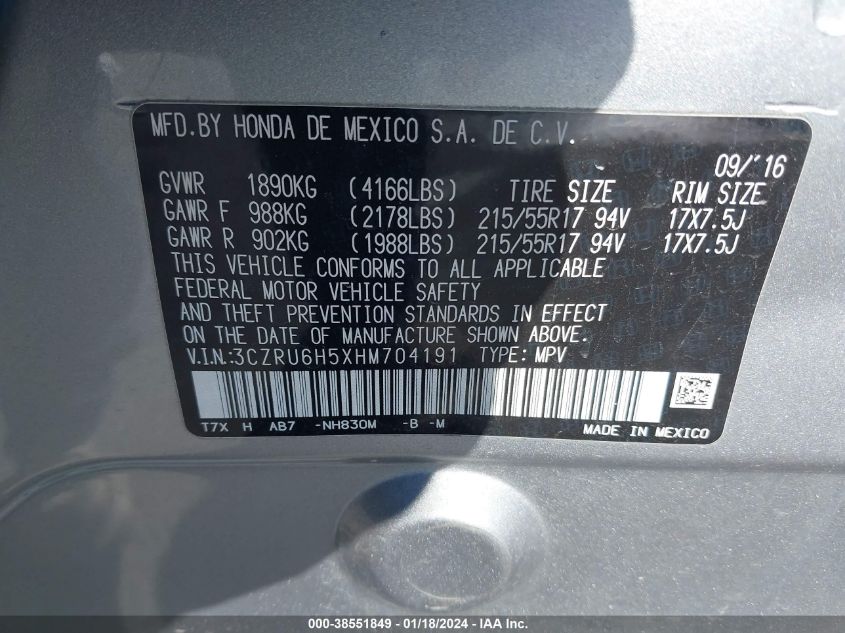 MFD.BY HONDA DE MEXICO S.A. DE C.V.
09/'16
GVWR 1890KG (4166LBS) TIRE SIZE RIM SIZE
GAWR F 988KG (2178LBS) 215/55R17 94V 17X7.5J
GAWR R 902KG (1988LBS) 215/55R17 94V 17X7.5J
THIS VEHICLE CONFORMS TO ALL APPLICABLE
FEDERAL MOTOR VEHICLE SAFETY
AND THEFT PREVENTION STANDARDS IN EFFECT
ON THE DATE OF MANUFACTURE SHOWN ABOVE.
V.I.N.:3CZRU6H5XHM704191 TYPE: MPV
T7X H AB7 -NH830M -B -M
MADE IN MEXICO
000-38551849 - 01/18/2024 - IAA Inc.